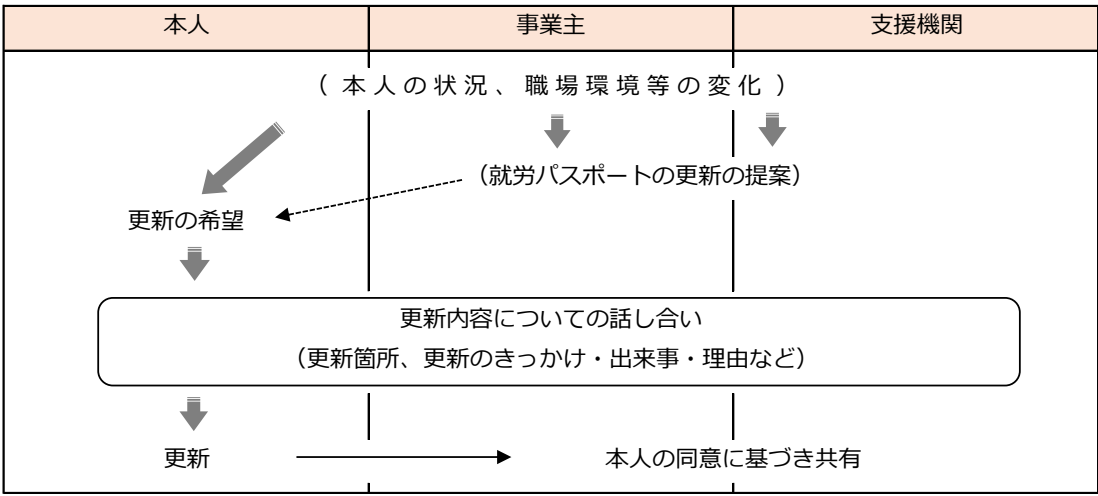 本人
事業主
支援機関
（本人の状況、職場環境等の変化）
（就労パスポートの更新の提案）
更新の希望
更新内容についての話し合い
（更新箇所、更新のきっかけ・出来事・理由など）
更新
本人の同意に基づき共有